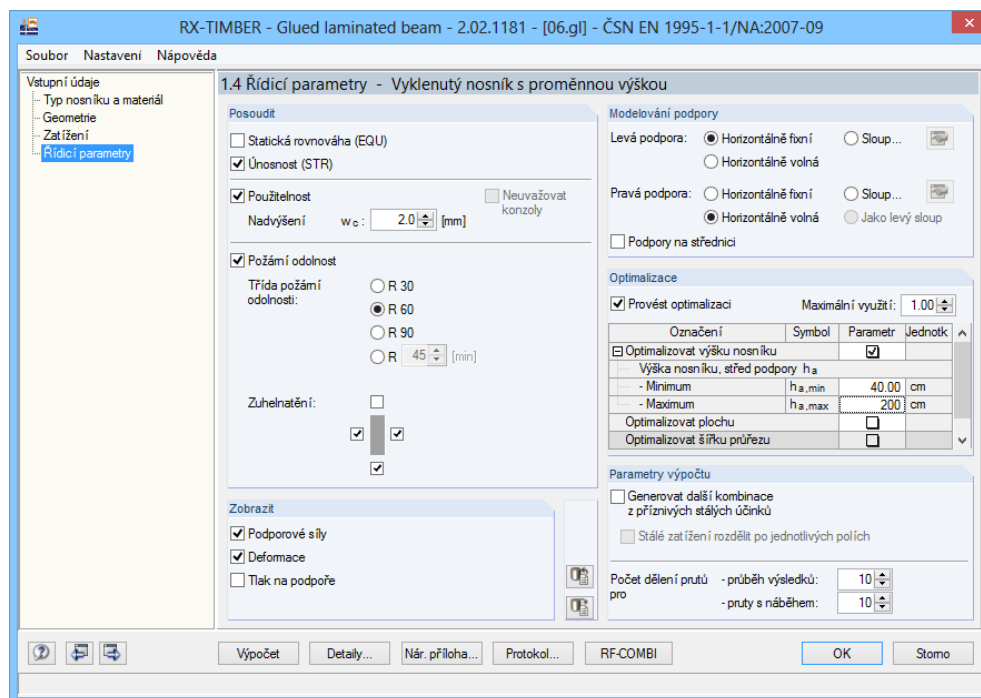 RX-TIMBER - Glued laminated beam - 2.02.1181 - [06.gl] - ČSN EN 1995-1-1/NA:2007-09
Soubor Nastavení Nápověda
Vstupní údaje
Typ nosníku a materiál
Geometrie
Zatížení
Řídicí parametry
1.4 Řídicí parametry - Vyklenutý nosník s proměnnou výškou
Posoudit
Statická rovnováha (EQU)
Únosnost (STR)
Použitelnost
Neuvažovat
konzoly
Nadvýšení wc: 2.0 [mm]
Požární odolnost
Třída požární
odolnosti:
R 30
R 60
R 90
R 45 [min]
Zuhelnatění:
Zobrazit
Podporové síly
Deformace
Tlak na podpoře
Modelování podpory
Levá podpora: Horizontálně fixní Sloup...
Horizontálně volná
Pravá podpora: Horizontálně fixní Sloup...
Horizontálně volná Jako levý sloup
Podpory na střednici
Optimalizace
Provést optimalizaci Maximální využití: 1.00
Označení Symbol Parametr Jednotk
Optimalizovat výšku nosníku
Výška nosníku, střed podpory ha
- Minimum ha,min 40.00 cm
- Maximum ha,max 200 cm
Optimalizovat plochu
Optimalizovat šířku průřezu
Parametry výpočtu
Generovat další kombinace
z příznivých stálých účinků
Stálé zatížení rozdělit po jednotlivých polích
Počet dělení prutů - průběh výsledků: 10
pro - pruty s náběhem: 10
Výpočet Detaily... Nár. příloha... Protokol... RF-COMBI OK Storno